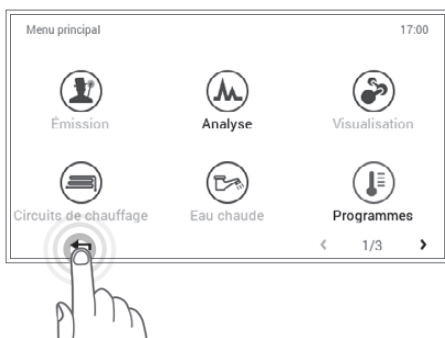 Menu principal 17:00
Émission Analyse Visualisation
Circuits de chauffage Eau chaude Programmes
< 1/3 >